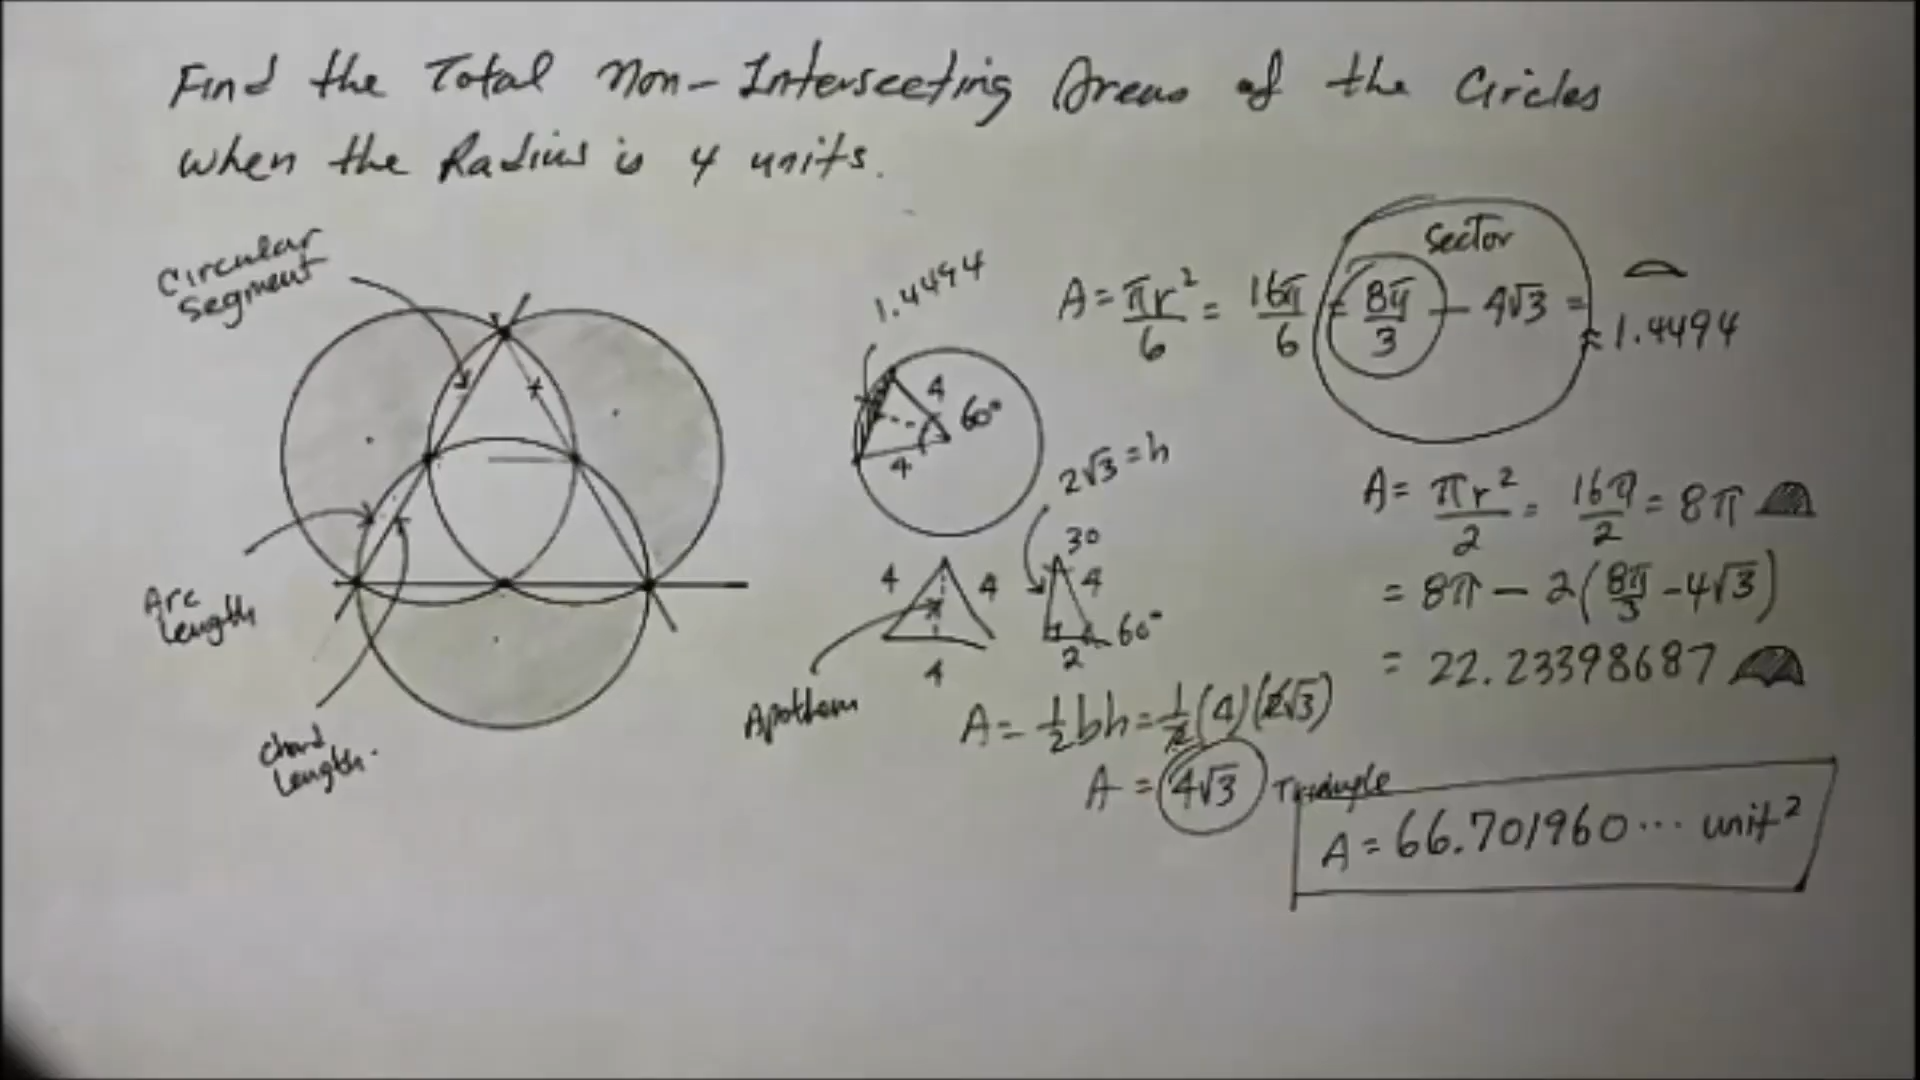 Find the Total Non-Intersecting Areas of the Circles
when the Radius is 4 units.
Circular
Segment
Arc
Length
Chord
Length.
1.4494
4
60°
4
2√3 = h
4 4
4
30
4
60°
2
Apothem
A = 1/2 bh = 1/2 (4)(2√3)
A = 4√3 Triangle
Sector
A = πr²/6 = 16π/6 = 8π/3 - 4√3 =
≈ 1.4494
A = πr²/2 = 16π/2 = 8π
= 8π - 2(8π/3 - 4√3)
= 22.23398687
A = 66.701960... unit²